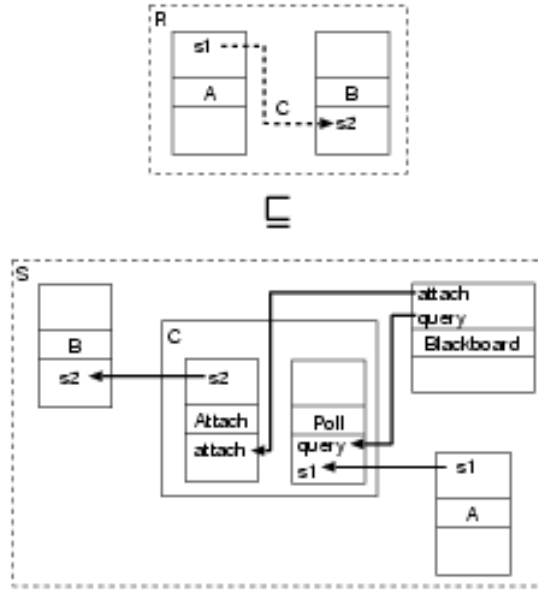 R
s1
A
B
C
s2
⊑
S
attach
query
Blackboard
C
B
s2
s2
Attach
attach
Poll
query
s1
s1
A